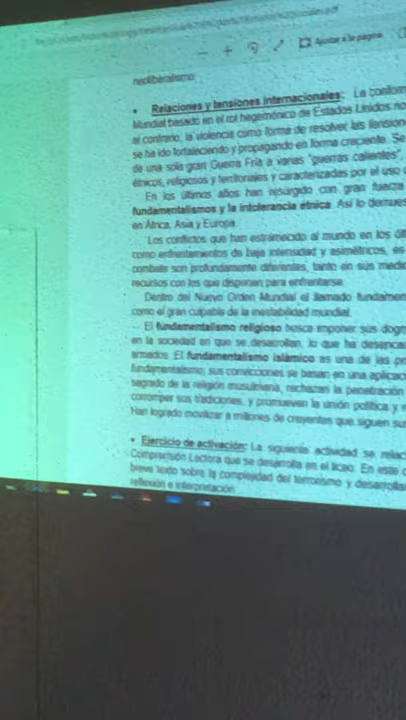 Ajustar a la página
neoliberalismo.
• Relaciones y tensiones internacionales: La conform
Mundial basado en el rol hegemónico de Estados Unidos no
al contrario, la violencia como forma de resolver las tension
se ha ido fortaleciendo y propagando en forma creciente. Se
de una sola gran Guerra Fría a varias "guerras calientes",
étnicos, religiosos y territoriales y caracterizadas por el uso
En los últimos años han resurgido con gran fuerza
fundamentalismos y la intolerancia étnica. Así lo demues
en África, Asia y Europa.
Los conflictos que han estremecido al mundo en los últ
como enfrentamientos de baja intensidad y asimétricos, es
combate son profundamente diferentes, tanto en sus medi
recursos con los que disponen para enfrentarse.
Dentro del Nuevo Orden Mundial el llamado fundamen
como el gran culpable de la inestabilidad mundial.
El fundamentalismo religioso busca imponer sus dogm
en la sociedad en que se desarrollan, lo que ha desenca
armados. El fundamentalismo islámico es una de las pr
fundamentalismo, sus convicciones se basan en una aplicac
sagrado de la religión musulmana, rechazan la penetración
corromper sus tradiciones, y promueven la unión política y r
Han logrado movilizar a millones de creyentes que siguen sus
• Ejercicio de activación: La siguiente actividad se relac
Comprensión Lectora que se desarrolla en el liceo. En este
breve texto sobre la complejidad del terrorismo y desarrolla
reflexión e interpretación